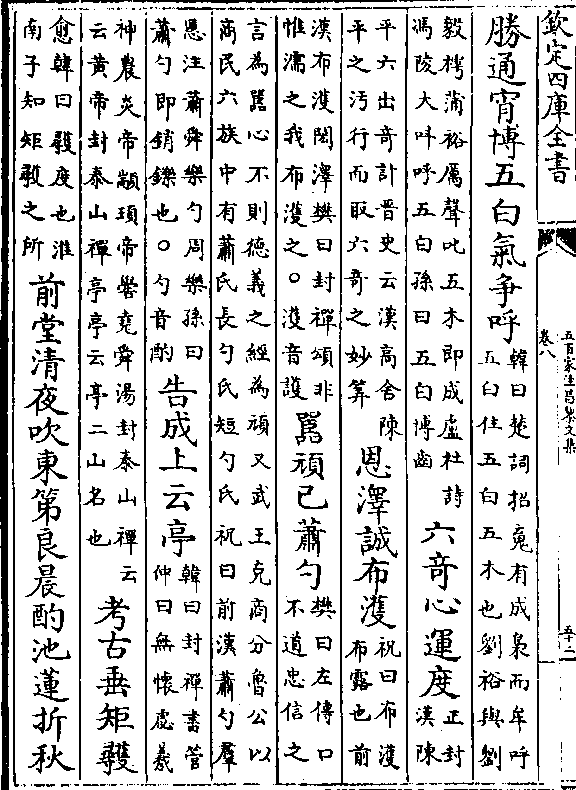 欽定四庫全書
五百家注昌黎文集
卷八
五十二
勝通宵博五白氣争呼
韓曰楚詞招䰟有成梟而牟呼
五白住五白五木也劉裕與劉
毅摴蒲裕厲聲叱五木即成盧杜詩
馮陵大呌呼五白孫曰五白博齒
六奇心運度
正封
漢陳
平六出奇計晋史云漢高舍陳
平之汚行而取六奇之妙筭
恩澤誠布濩
祝曰布濩
布露也前
漢布濩閎澤樊曰封禪頌非
惟濡之我布濩之○濩音護
嚚頑已蕭勺
樊曰左傳口
不道忠信之
言為嚚心不則德義之經為頑又武王克商分魯公以
商民六族中有蕭氏長勺氏短勺氏祝曰前漢蕭勺羣
慝注蕭舜樂勺周樂孫曰
蕭勺即銷鑠也○勺音酌
告成上云亭
韓曰封禪書管
仲曰無懷虙羲
神農炎帝顓頊帝嚳堯舜湯封泰山禪云
云黄帝封泰山禪亭亭云亭二山名也
考古垂矩矱
愈韓曰矱度也淮
南子知矩矱之所
前堂清夜吹東第良晨酌池蓮折秋